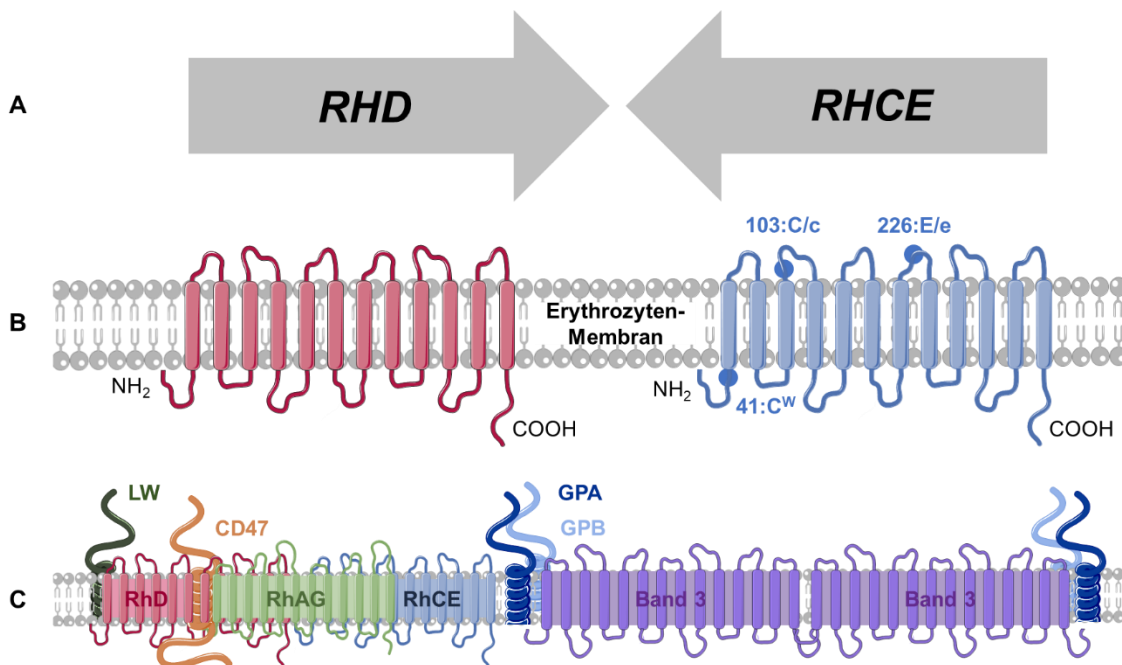 A
RHD
RHCE
103:C/c
226:E/e
B
Erythrozyten-
Membran
NH₂
NH₂
41:Cᵂ
COOH
COOH
LW
CD47
GPA
GPB
C
RhD
RhAG
RhCE
Band 3
Band 3